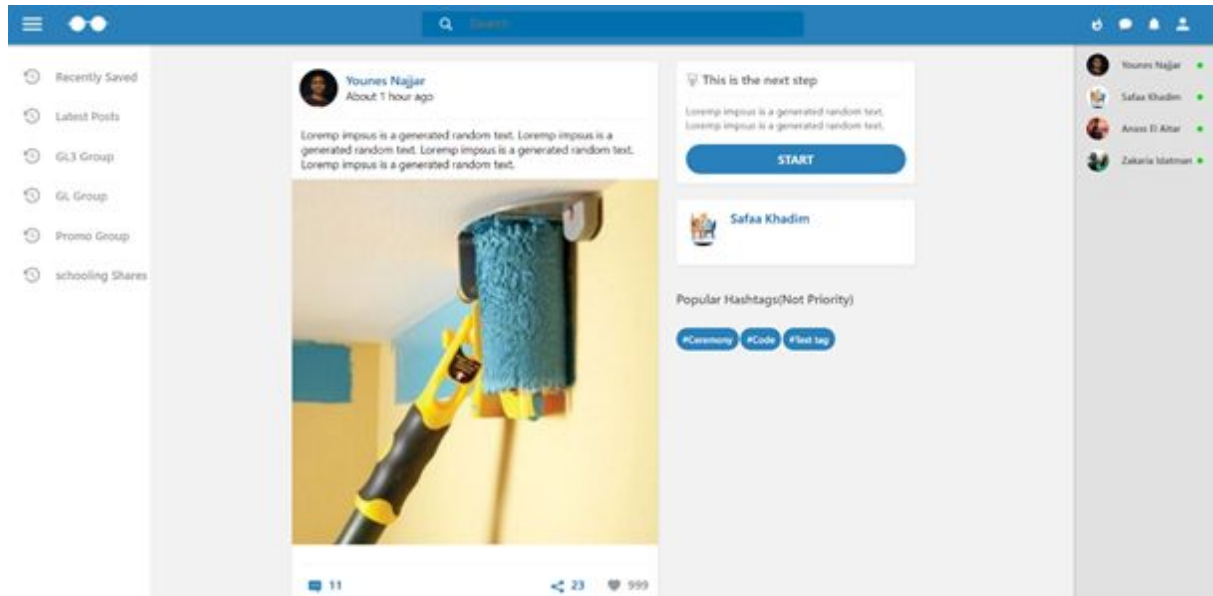 Search
Recently Saved
Latest Posts
GL3 Group
GL Group
Promo Group
schooling Shares
Younes Najjar
About 1 hour ago
Loremp impsus is a generated random text. Loremp impsus is a
generated random text. Loremp impsus is a generated random text.
Loremp impsus is a generated random text.
11
23
999
This is the next step
Loremp impsus is a generated random text.
Loremp impsus is a generated random text.
START
Safaa Khadim
Popular Hashtags(Not Priority)
#Ceremony #Code #Test tag
Younes Najjar
Safaa Khadim
Anass El Aitar
Zakaria